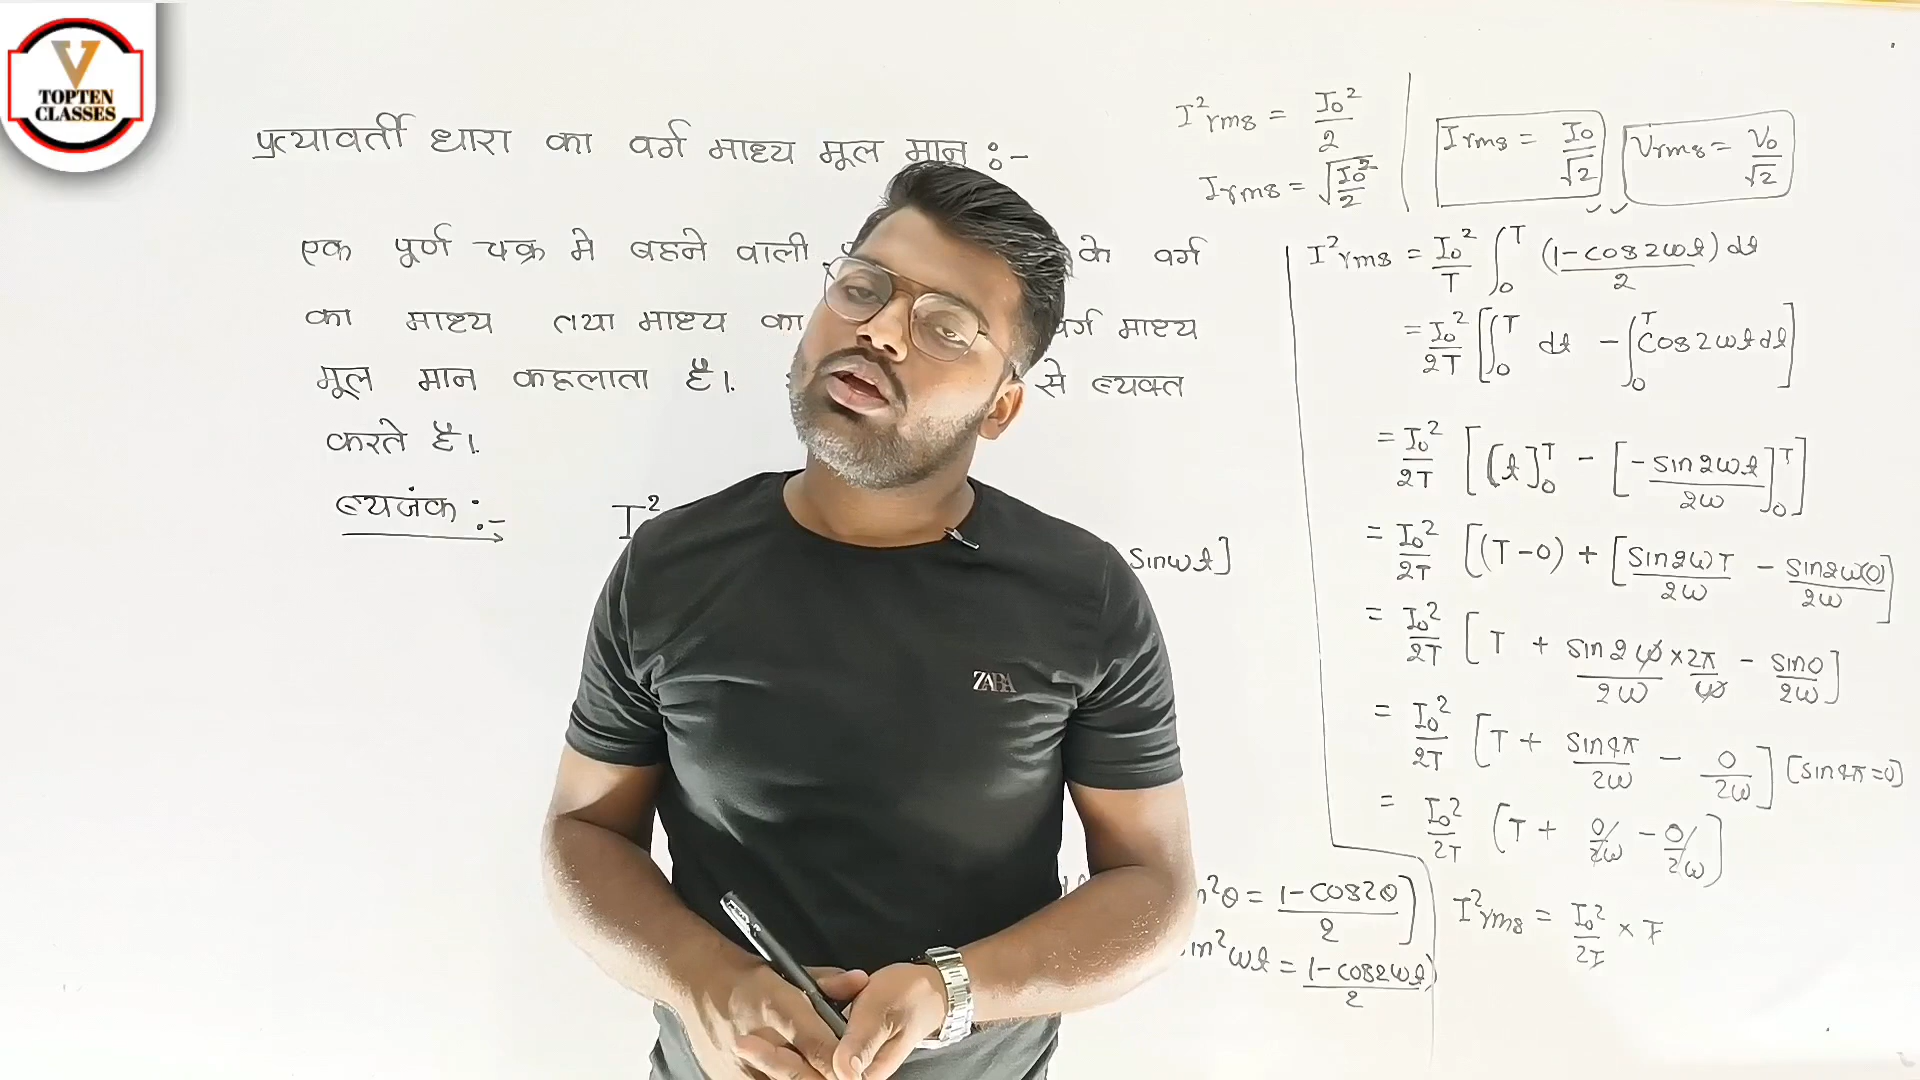 V
TOPTEN
CLASSES
प्रत्यावर्ती धारा का वर्ग माध्य मूल मान :-
एक पूर्ण चक्र मे बहने वाली के वर्ग
का माध्य तथा माध्य का वर्ग माध्य
मूल मान कहलाता है। से व्यक्त
करते है।
व्यजंक :-
I²
sinωt]
n²θ = (1-cos2θ)/2]
in²ωt = (1-cos2ωt)/2
I²rms = I₀²/2
Irms = √(I₀²/2)
Irms = I₀/√2
Vrms = V₀/√2
I²rms = I₀²/T ∫₀ᵀ (1-cos2ωt)/2 dt
= I₀²/2T [∫₀ᵀ dt - ∫₀ᵀ cos2ωt dt]
= I₀²/2T [[t]₀ᵀ - [-sin2ωt/2ω]₀ᵀ]
= I₀²/2T [(T-0) + [sin2ωT/2ω - sin2ω(0)/2ω]
= I₀²/2T [T + sin2ω×2π/ω/2ω - sin0/2ω]
= I₀²/2T [T + sin4π/2ω - 0/2ω] [sin4π=0]
= I₀²/2T [T + 0/2ω - 0/2ω]
I²rms = I₀²/2T × T
ZARA